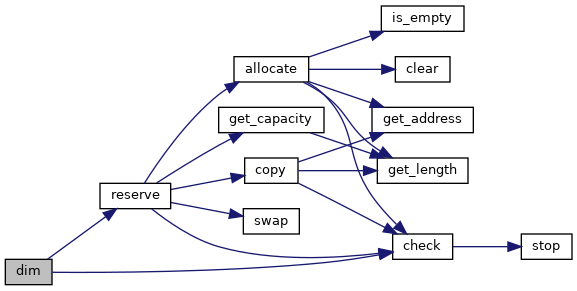 is_empty
allocate
clear
get_capacity
get_address
copy
get_length
reserve
swap
check
stop
dim